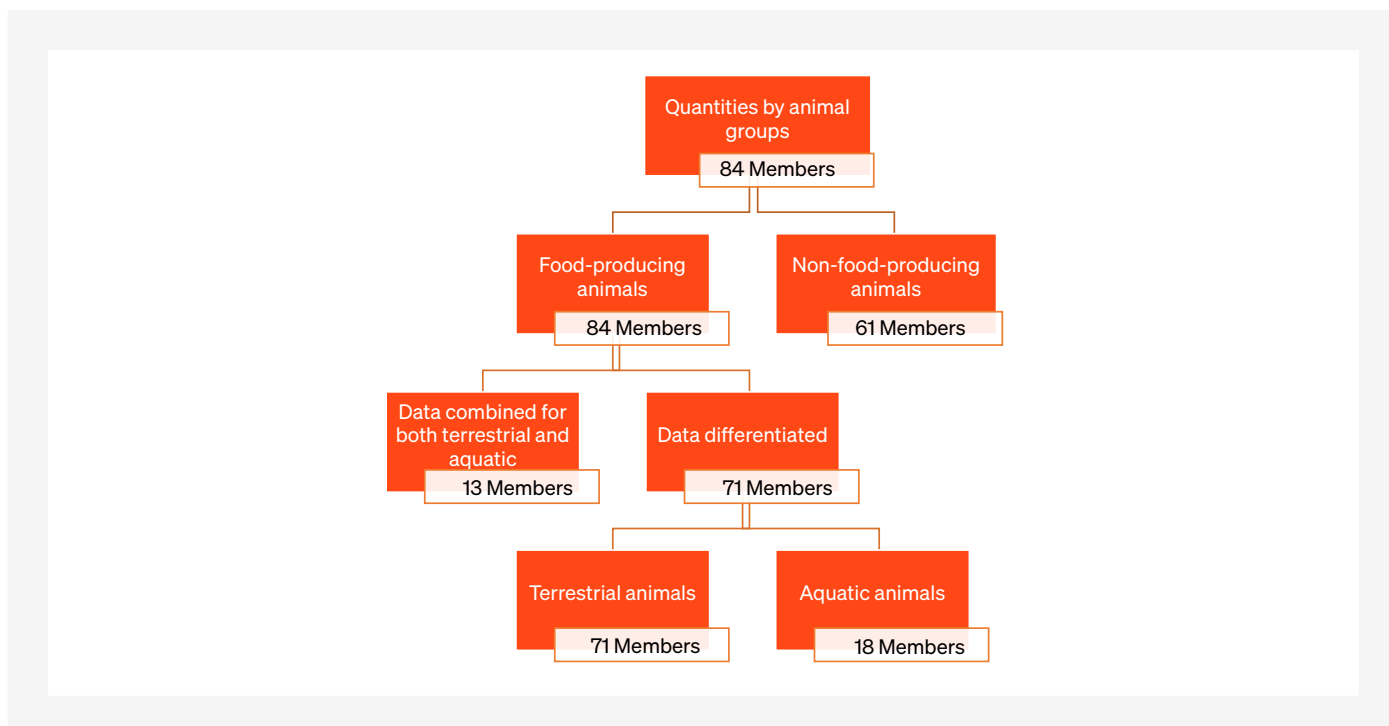 Quantities by animal
groups
84 Members
Food-producing
animals
84 Members
Non-food-producing
animals
61 Members
Data combined for
both terrestrial and
aquatic
13 Members
Data differentiated
71 Members
Terrestrial animals
71 Members
Aquatic animals
18 Members